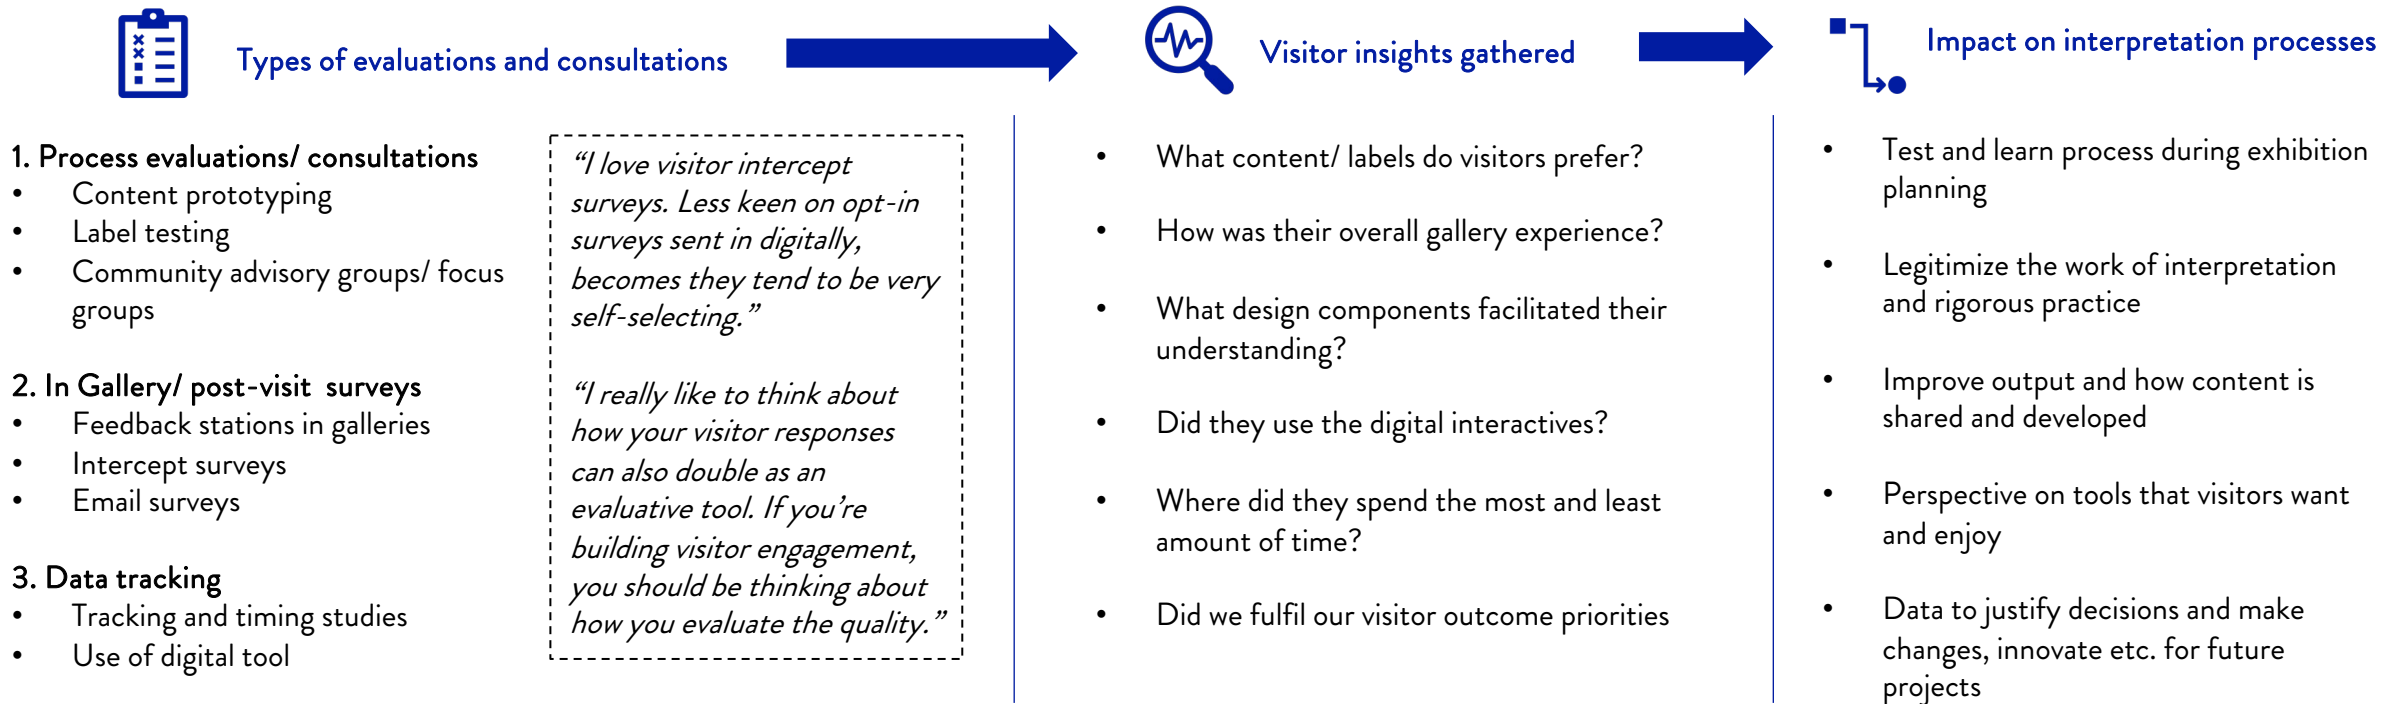 Types of evaluations and consultations
1. Process evaluations/ consultations
• Content prototyping
• Label testing
• Community advisory groups/ focus
groups
2. In Gallery/ post-visit  surveys
• Feedback stations in galleries
• Intercept surveys
• Email surveys
3. Data tracking
• Tracking and timing studies
• Use of digital tool
“I love visitor intercept
surveys. Less keen on opt-in
surveys sent in digitally,
becomes they tend to be very
self-selecting.”
“I really like to think about
how your visitor responses
can also double as an
evaluative tool. If you’re
building visitor engagement,
you should be thinking about
how you evaluate the quality.”
Visitor insights gathered
• What content/ labels do visitors prefer?
• How was their overall gallery experience?
• What design components facilitated their
understanding?
• Did they use the digital interactives?
• Where did they spend the most and least
amount of time?
• Did we fulfil our visitor outcome priorities
Impact on interpretation processes
• Test and learn process during exhibition
planning
• Legitimize the work of interpretation
and rigorous practice
• Improve output and how content is
shared and developed
• Perspective on tools that visitors want
and enjoy
• Data to justify decisions and make
changes, innovate etc. for future
projects